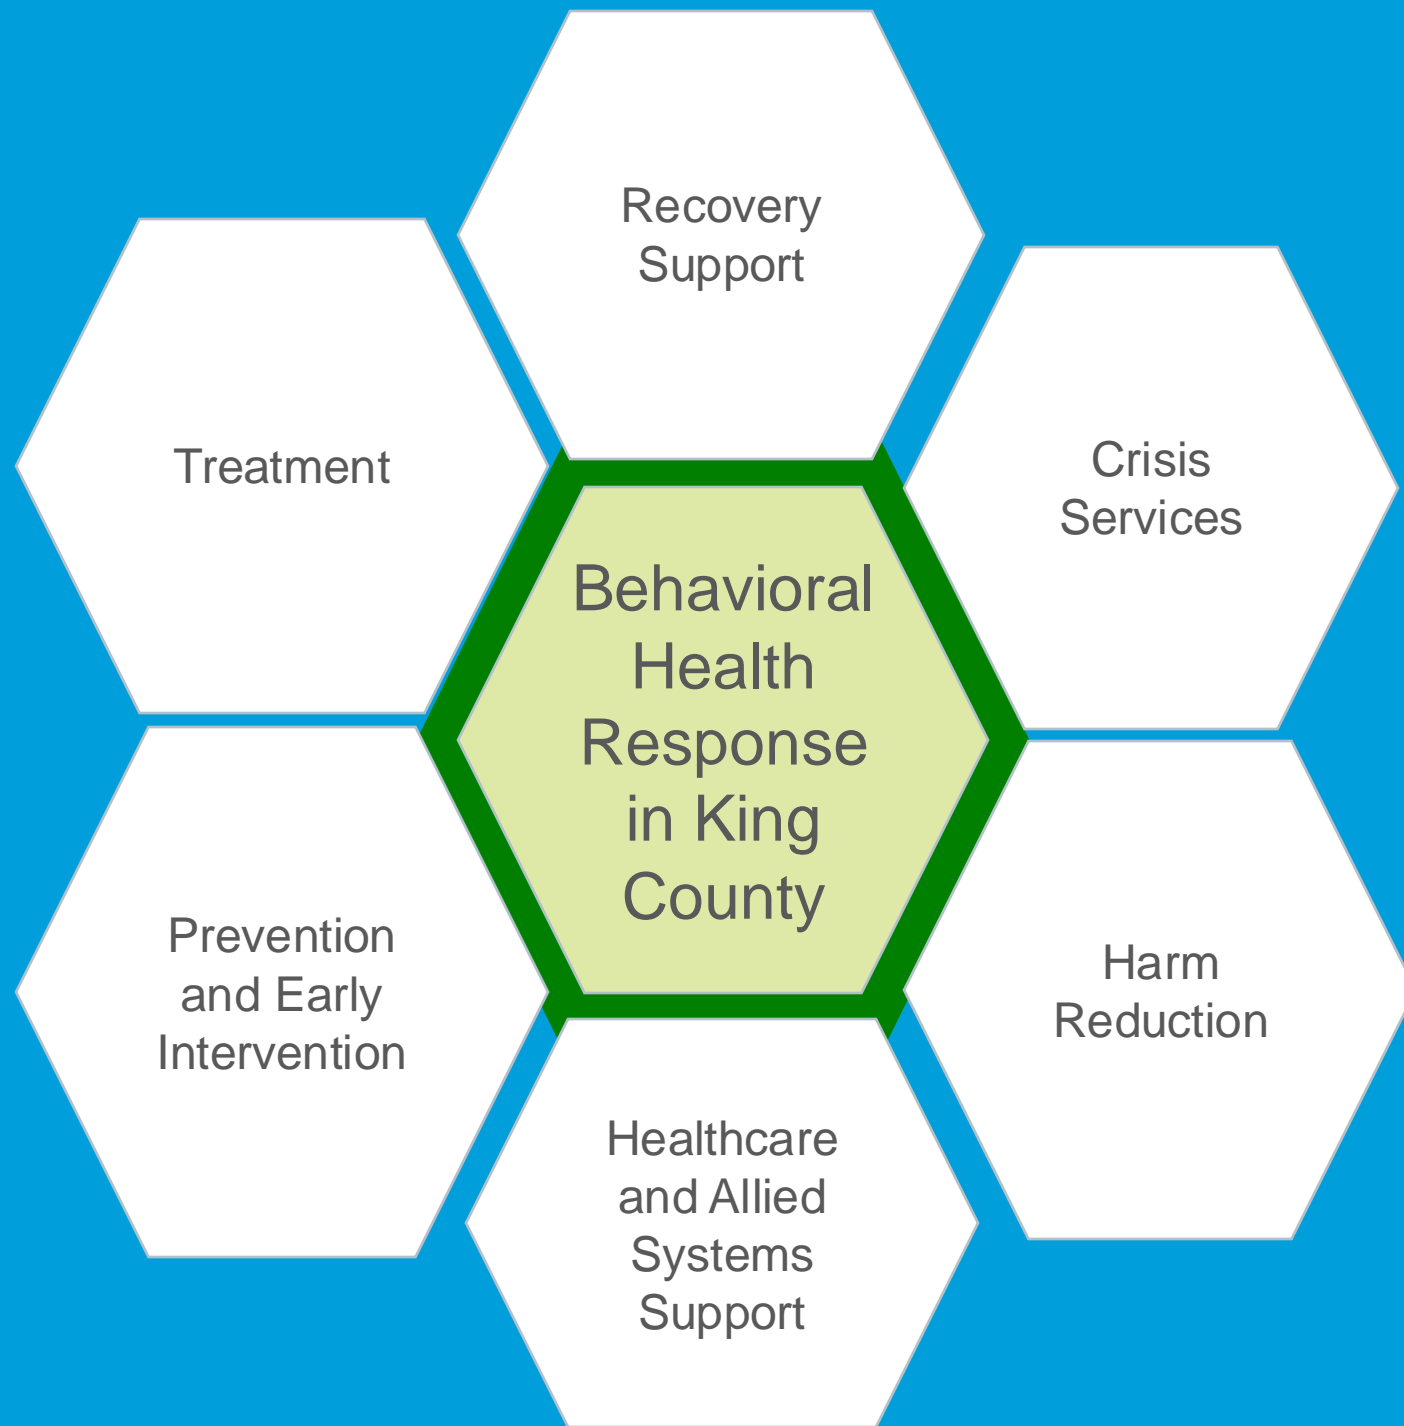 Recovery
Support
Treatment
Crisis
Services
Behavioral
Health
Response
in King
County
Prevention
and Early
Intervention
Harm
Reduction
Healthcare
and Allied
Systems
Support